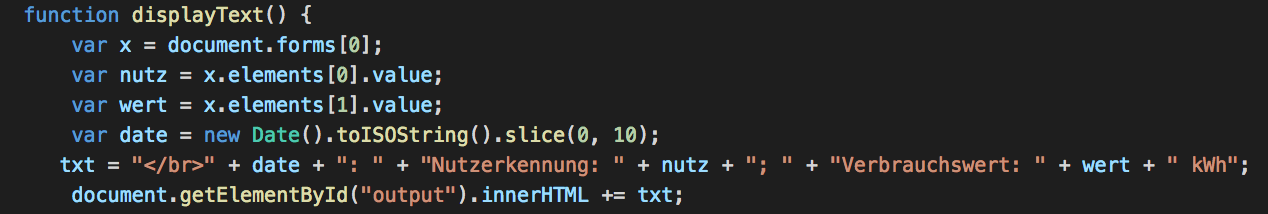 function displayText() {
    var x = document.forms[0];
    var nutz = x.elements[0].value;
    var wert = x.elements[1].value;
    var date = new Date().toISOString().slice(0, 10);
   txt = "</br>" + date + ": " + "Nutzerkennung: " + nutz + "; " + "Verbrauchswert: " + wert + " kWh";
    document.getElementById("output").innerHTML += txt;